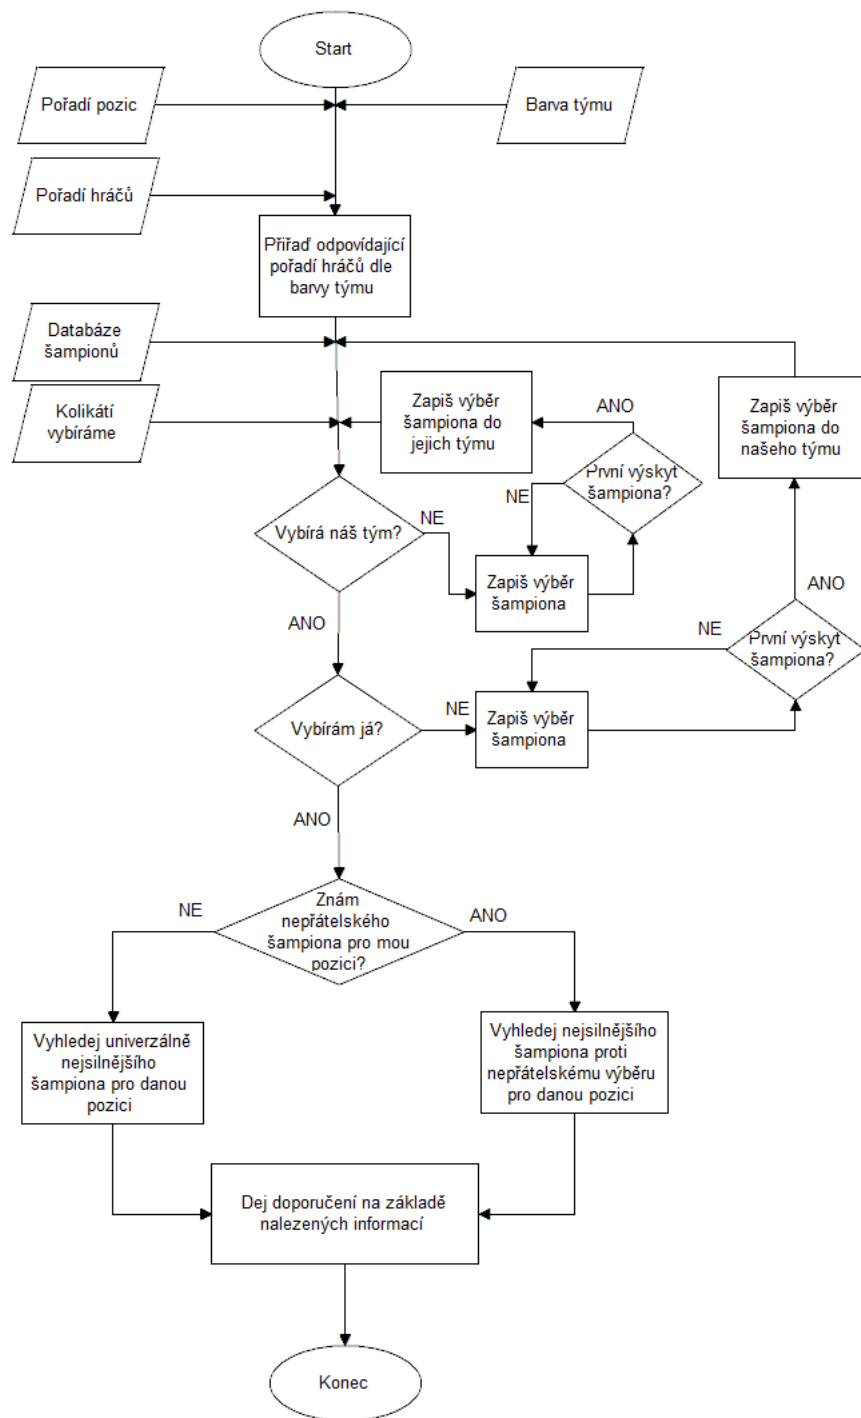 Start
Pořadí pozic
Barva týmu
Pořadí hráčů
Přiřaď odpovídající
pořadí hráčů dle
barvy týmu
Databáze
šampionů
Kolikátí
vybíráme
Zapiš výběr
šampiona do
jejich týmu
ANO
Zapiš výběr
šampiona do
našeho týmu
První výskyt
šampiona?
NE
Vybírá náš tým?
NE
Zapiš výběr
šampiona
ANO
ANO
NE
První výskyt
šampiona?
Vybírám já?
NE
Zapiš výběr
šampiona
ANO
NE
Znám
nepřátelského
šampiona pro mou
pozici?
ANO
Vyhledej univerzálně
nejsilnějšího
šampiona pro danou
pozici
Vyhledej nejsilnějšího
šampiona proti
nepřátelskému výběru
pro danou pozici
Dej doporučení na základě
nalezených informací
Konec